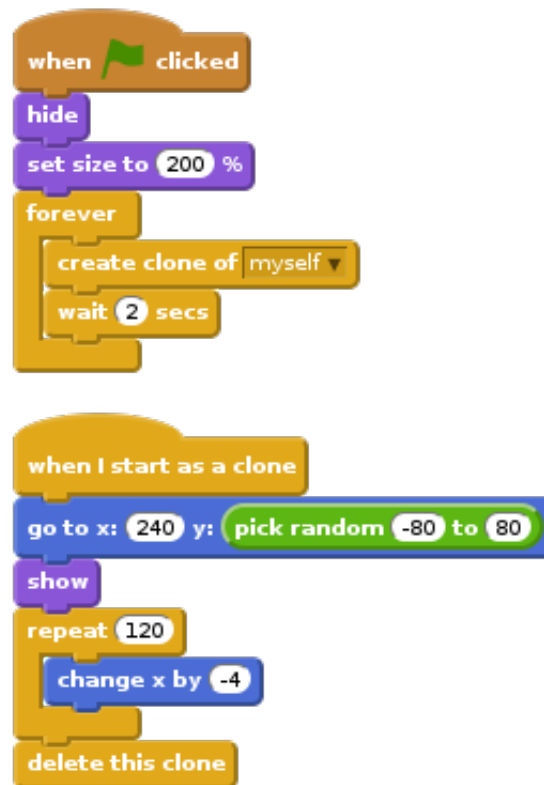 when clicked
hide
set size to 200 %
forever
create clone of myself
wait 2 secs
when I start as a clone
go to x: 240 y: pick random -80 to 80
show
repeat 120
change x by -4
delete this clone